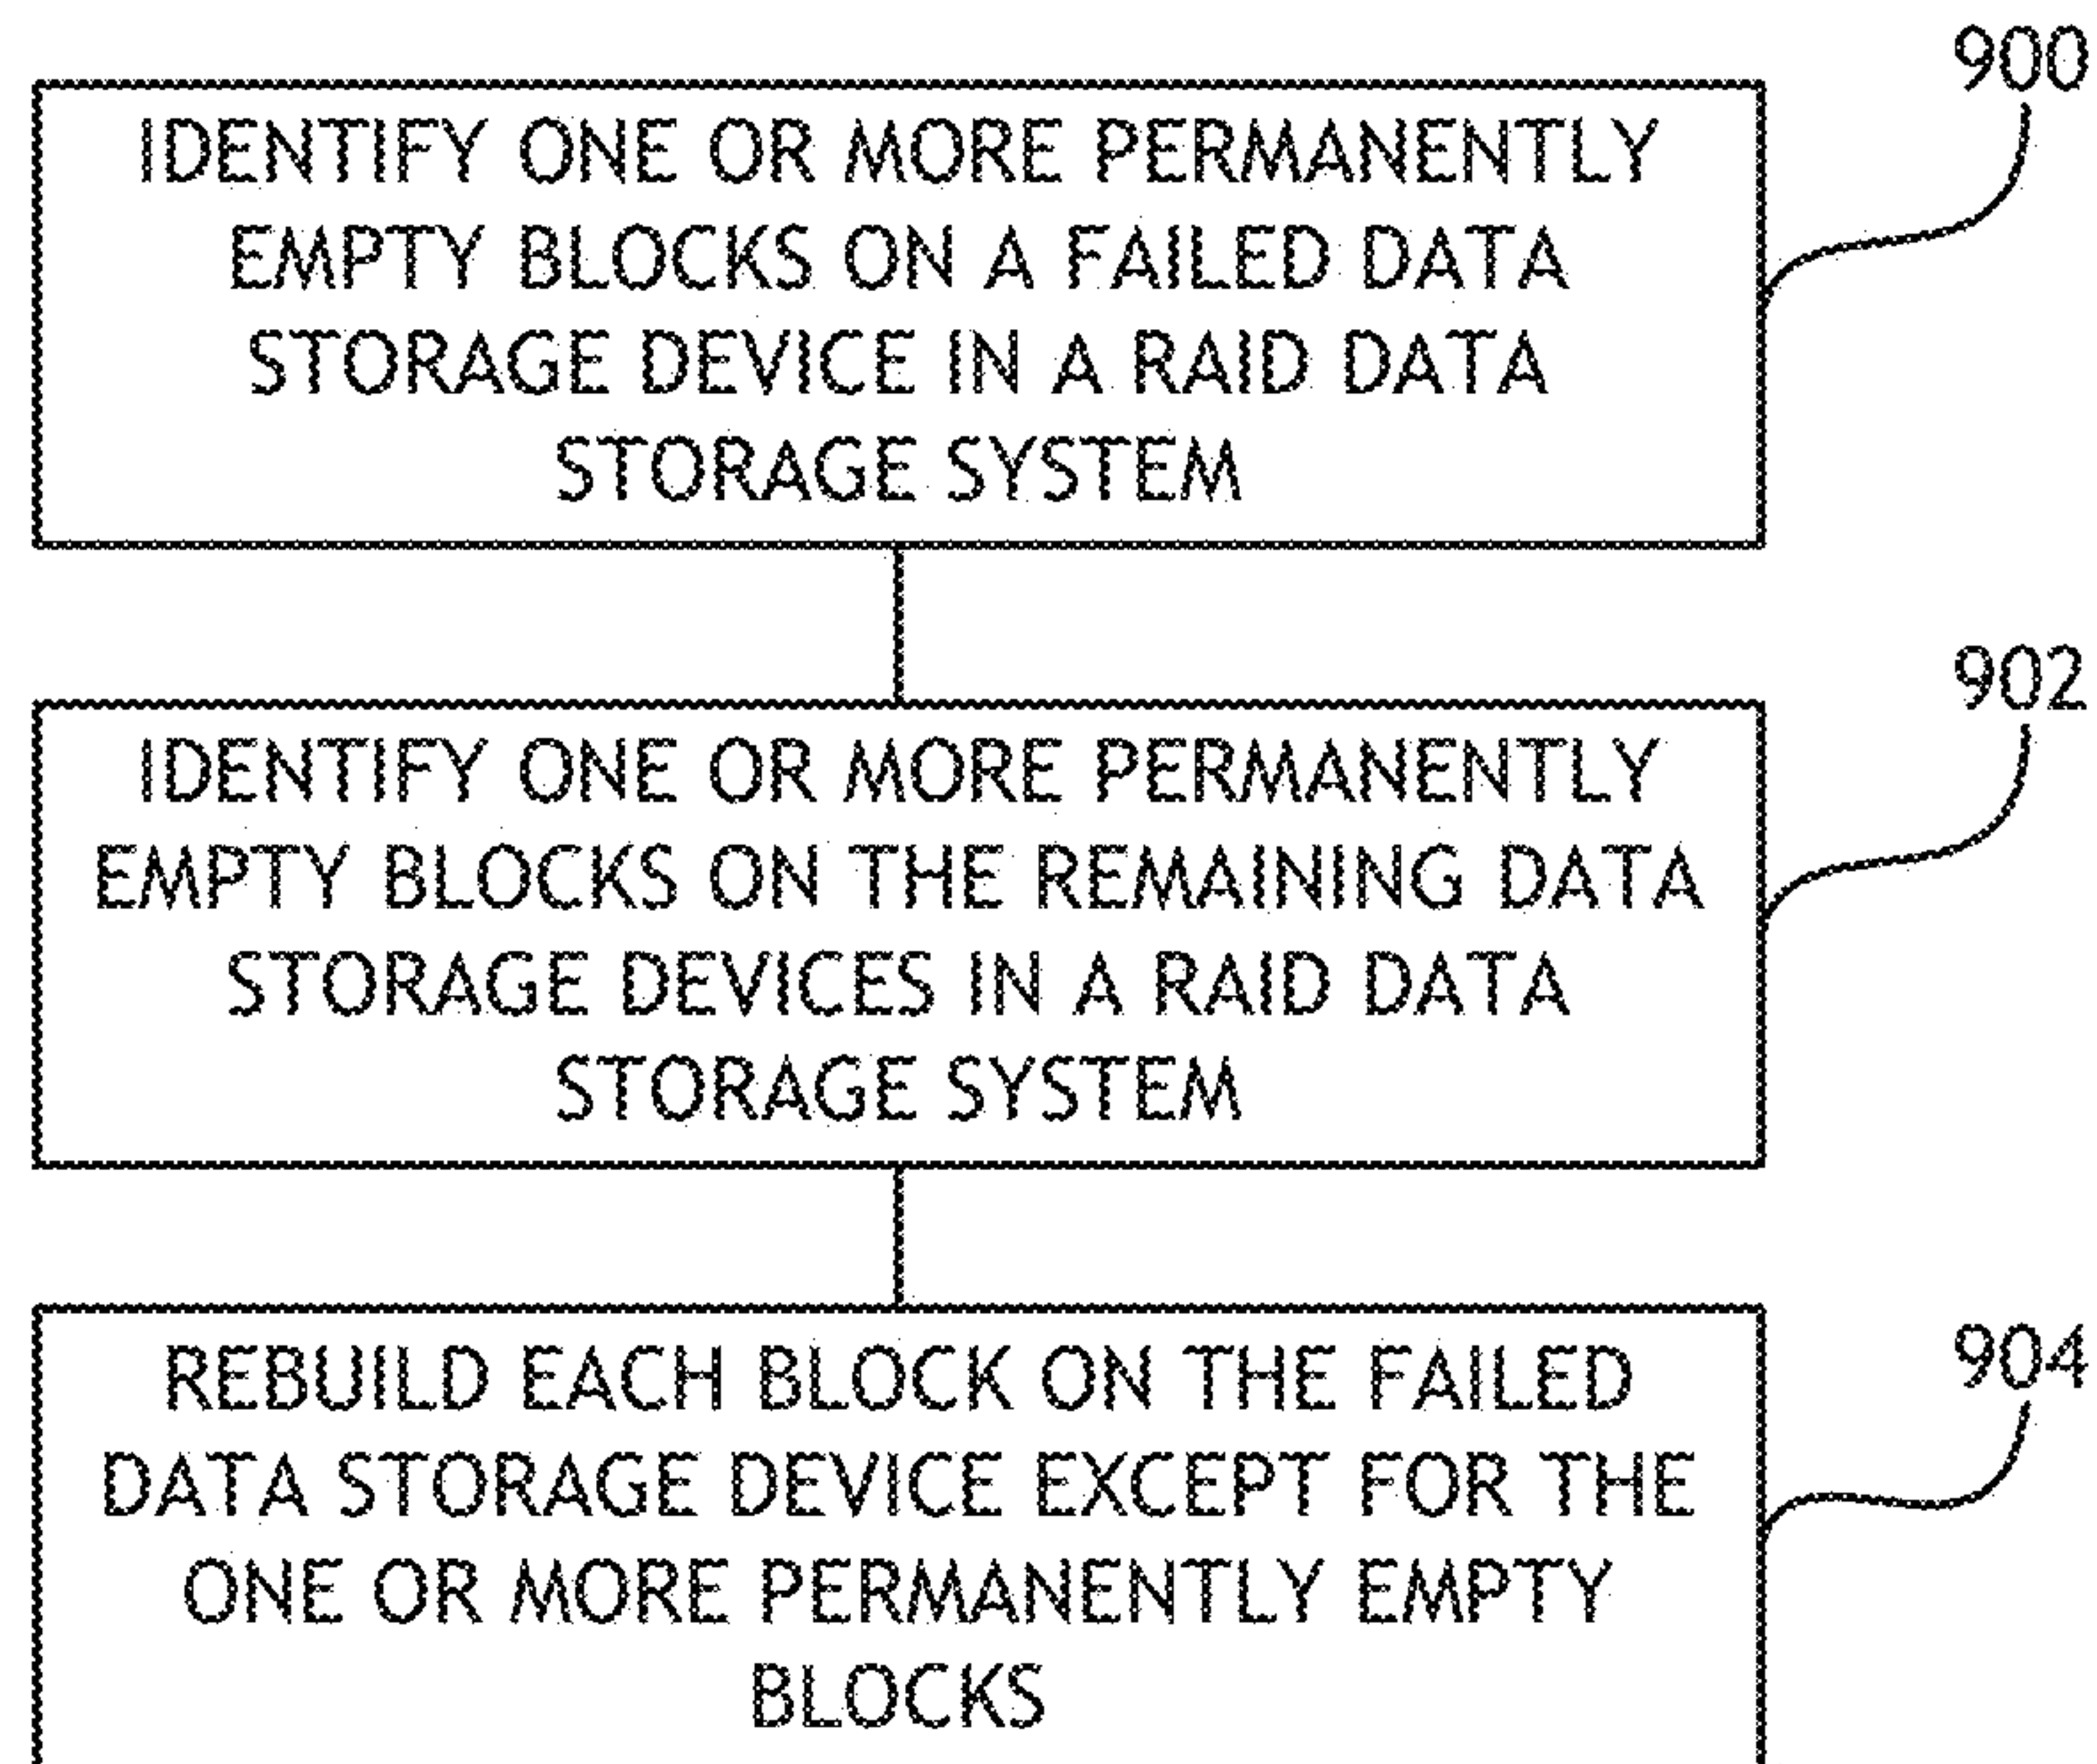 900
IDENTIFY ONE OR MORE PERMANENTLY
EMPTY BLOCKS ON A FAILED DATA
STORAGE DEVICE IN A RAID DATA
STORAGE SYSTEM
902
IDENTIFY ONE OR MORE PERMANENTLY
EMPTY BLOCKS ON THE REMAINING DATA
STORAGE DEVICES IN A RAID DATA
STORAGE SYSTEM
904
REBUILD EACH BLOCK ON THE FAILED
DATA STORAGE DEVICE EXCEPT FOR THE
ONE OR MORE PERMANENTLY EMPTY
BLOCKS